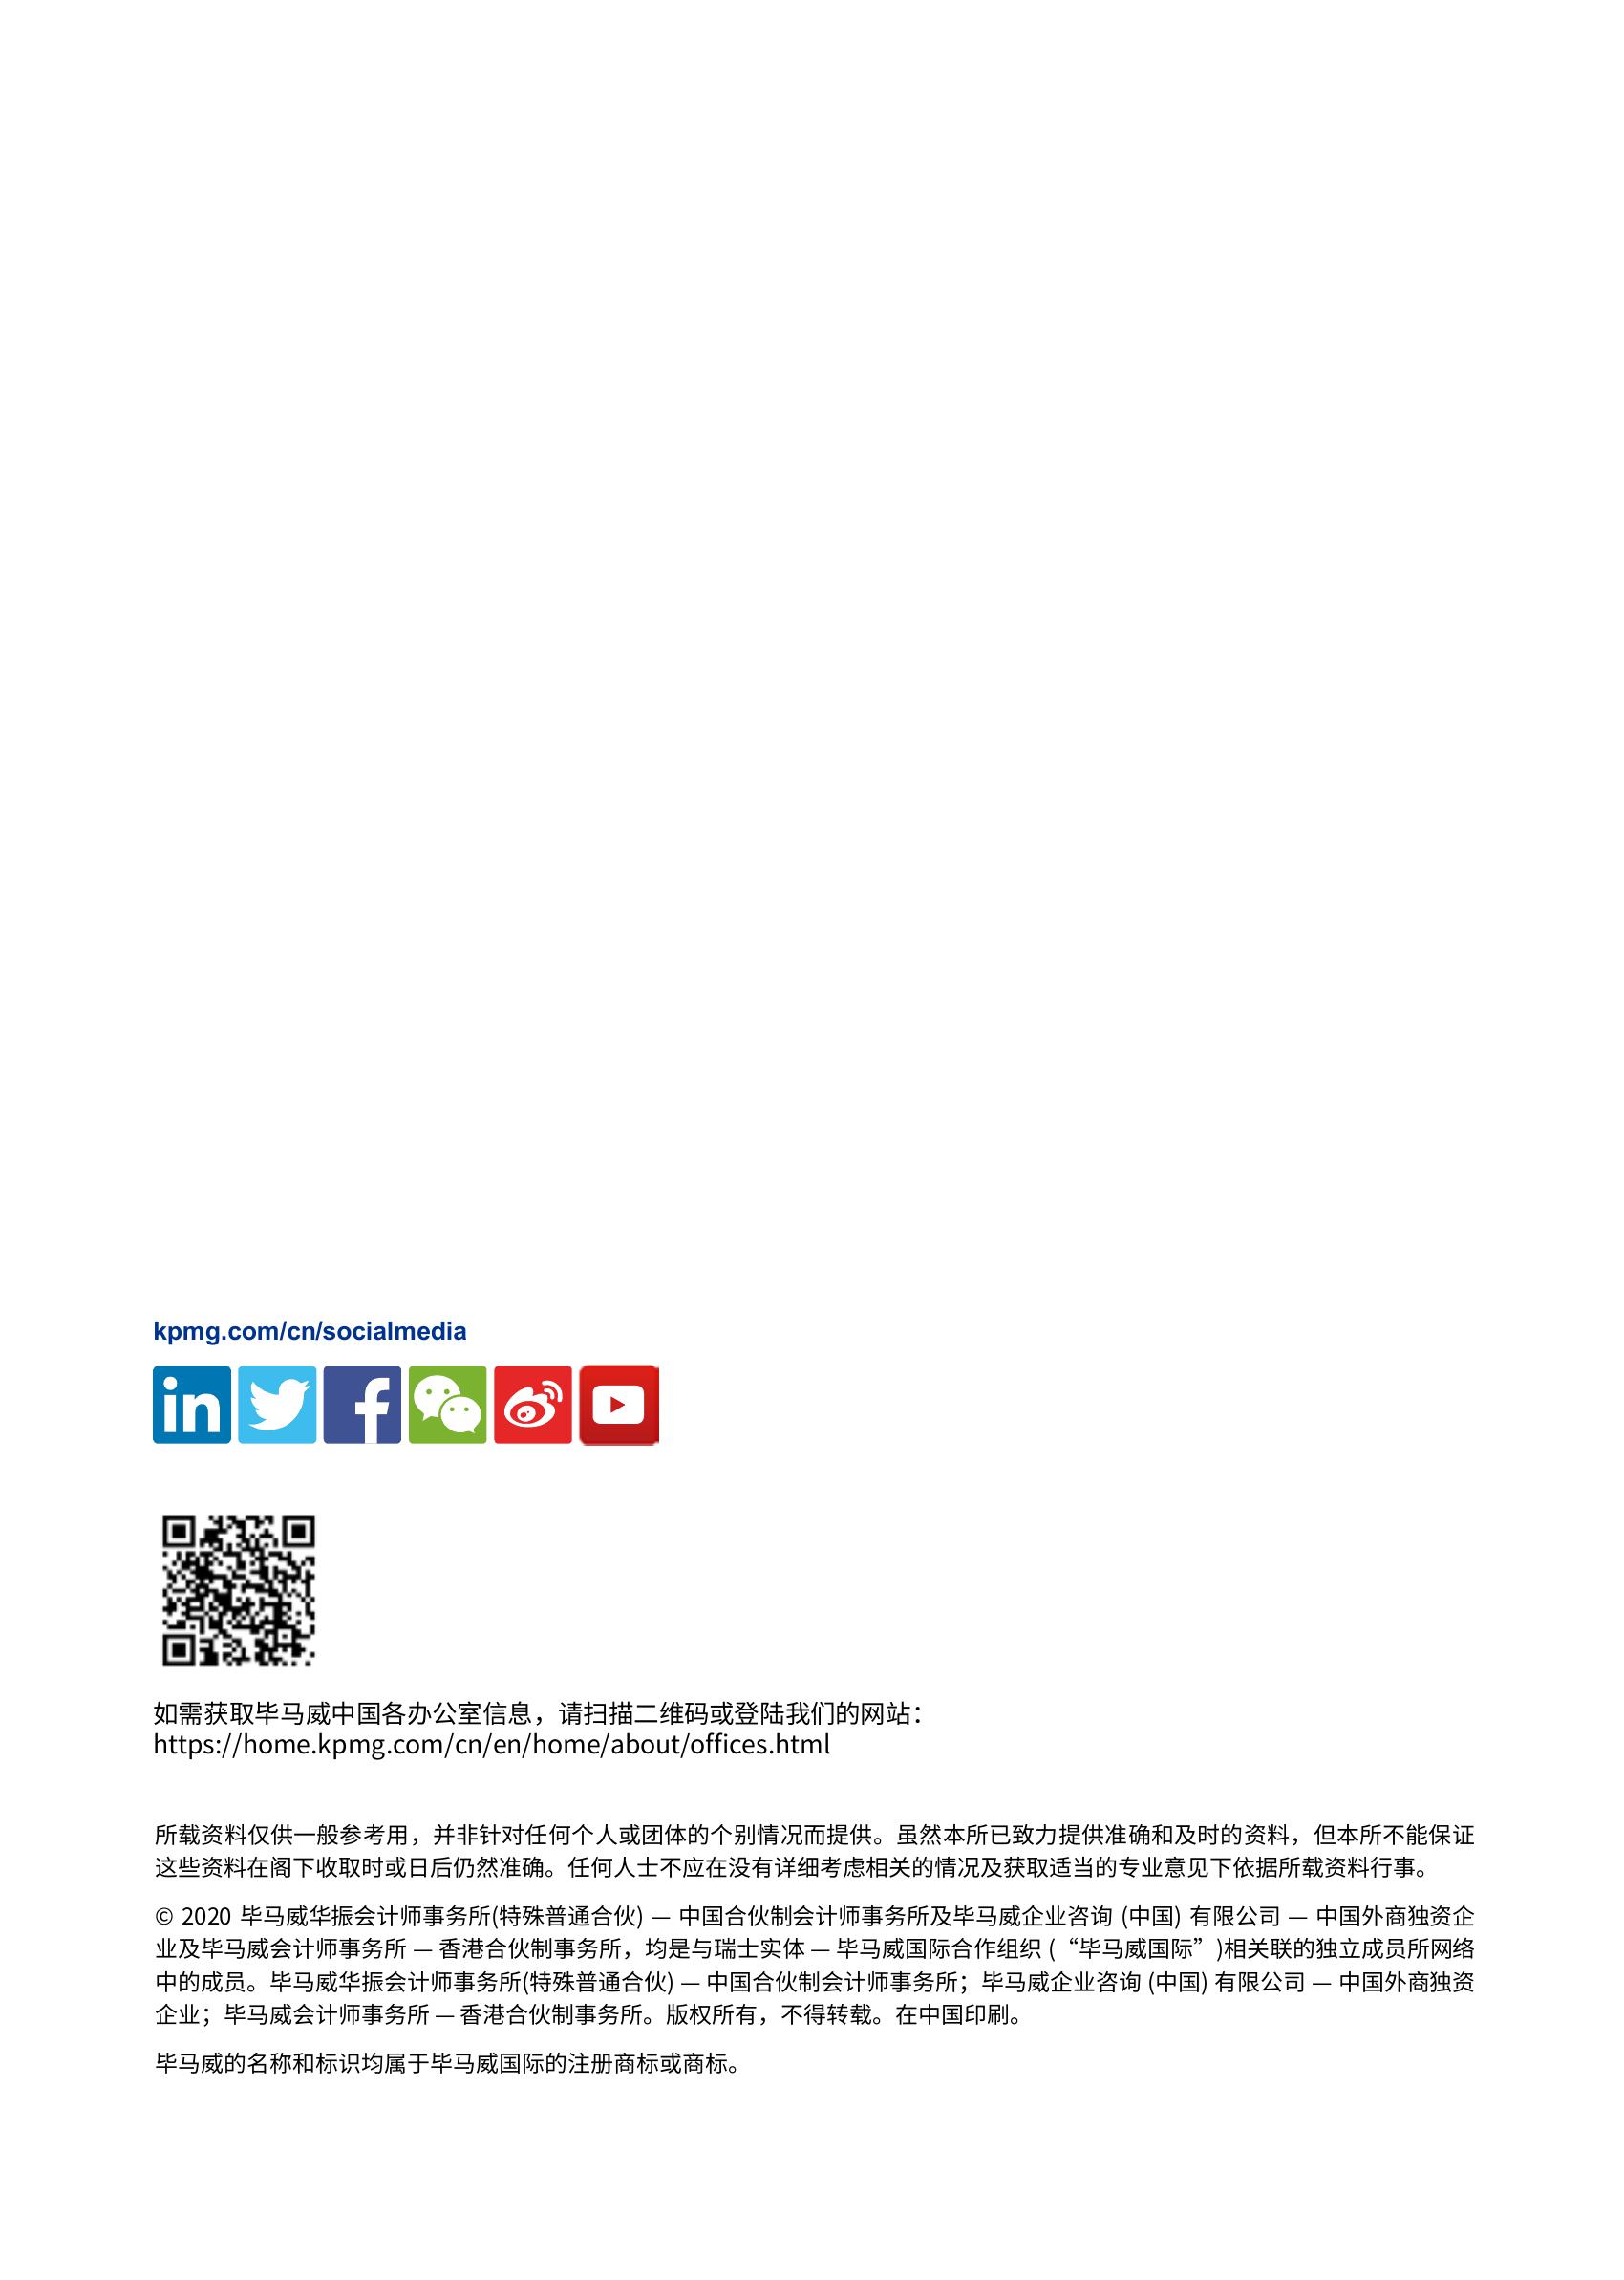 kpmg.com/cn/socialmedia
in
如需获取毕马威中国各办公室信息，请扫描二维码或登陆我们的网站：
https://home.kpmg.com/cn/en/home/about/offices.html
所载资料仅供一般参考用，并非针对任何个人或团体的个别情况而提供。虽然本所已致力提供准确和及时的资料，但本所不能保证
这些资料在阁下收取时或日后仍然准确。任何人士不应在没有详细考虑相关的情况及获取适当的专业意见下依据所载资料行事。
© 2020 毕马威华振会计师事务所(特殊普通合伙) — 中国合伙制会计师事务所及毕马威企业咨询 (中国) 有限公司 — 中国外商独资企
业及毕马威会计师事务所 — 香港合伙制事务所，均是与瑞士实体 — 毕马威国际合作组织 (“毕马威国际”)相关联的独立成员所网络
中的成员。毕马威华振会计师事务所(特殊普通合伙) — 中国合伙制会计师事务所；毕马威企业咨询 (中国) 有限公司 — 中国外商独资
企业；毕马威会计师事务所 — 香港合伙制事务所。版权所有，不得转载。在中国印刷。
毕马威的名称和标识均属于毕马威国际的注册商标或商标。